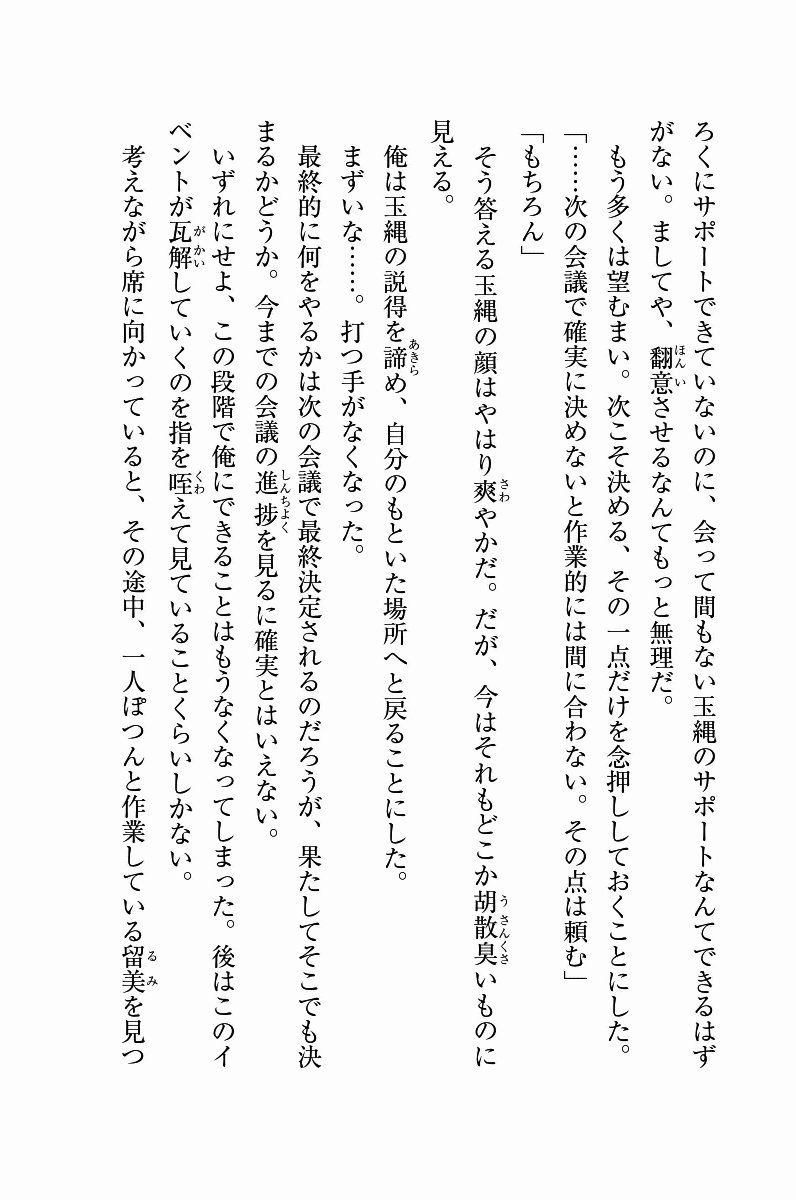 ろくにサポートできていないのに、会って間もない玉縄のサポートなんてできるはず
がない。ましてや、翻意させるなんてもっと無理だ。
もう多くは望むまい。次こそ決める、その一点だけを念押ししておくことにした。
「……次の会議で確実に決めないと作業的には間に合わない。その点は頼む」
「もちろん」
そう答える玉縄の顔はやはり爽やかだ。だが、今はそれもどこか胡散臭いものに
見える。
俺は玉縄の説得を諦め、自分のもといた場所へと戻ることにした。
まずいな……。打つ手がなくなった。
最終的に何をやるかは次の会議で最終決定されるのだろうが、果たしてそこでも決
まるかどうか。今までの会議の進捗を見るに確実とはいえない。
いずれにせよ、この段階で俺にできることはもうなくなってしまった。後はこのイ
ベントが瓦解していくのを指を咥えて見ていることくらいしかない。
考えながら席に向かっていると、その途中、一人ぽつんと作業している留美を見つ